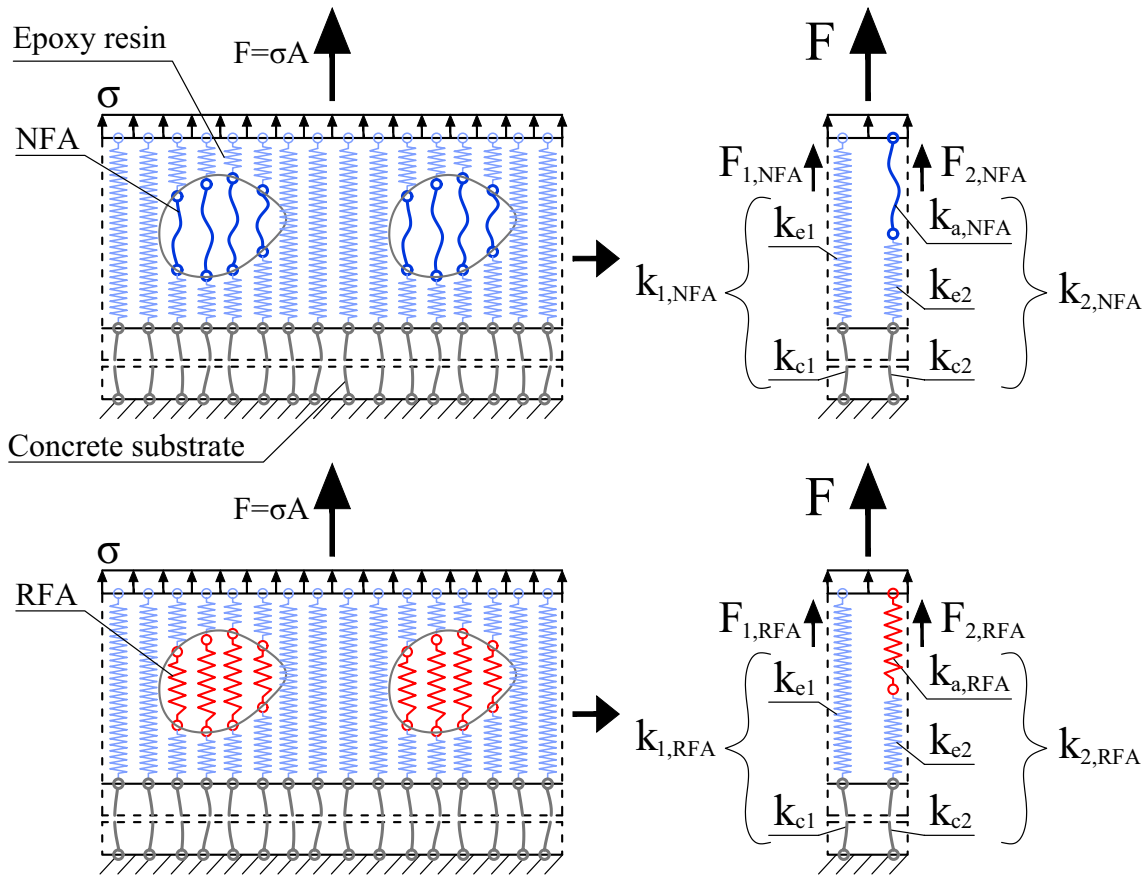 Epoxy resin
F=σA
σ
NFA
Concrete substrate
F
F1,NFA
F2,NFA
ke1
ka,NFA
k1,NFA
ke2
k2,NFA
kc1
kc2
F=σA
σ
RFA
F
F1,RFA
F2,RFA
ke1
ka,RFA
k1,RFA
ke2
k2,RFA
kc1
kc2